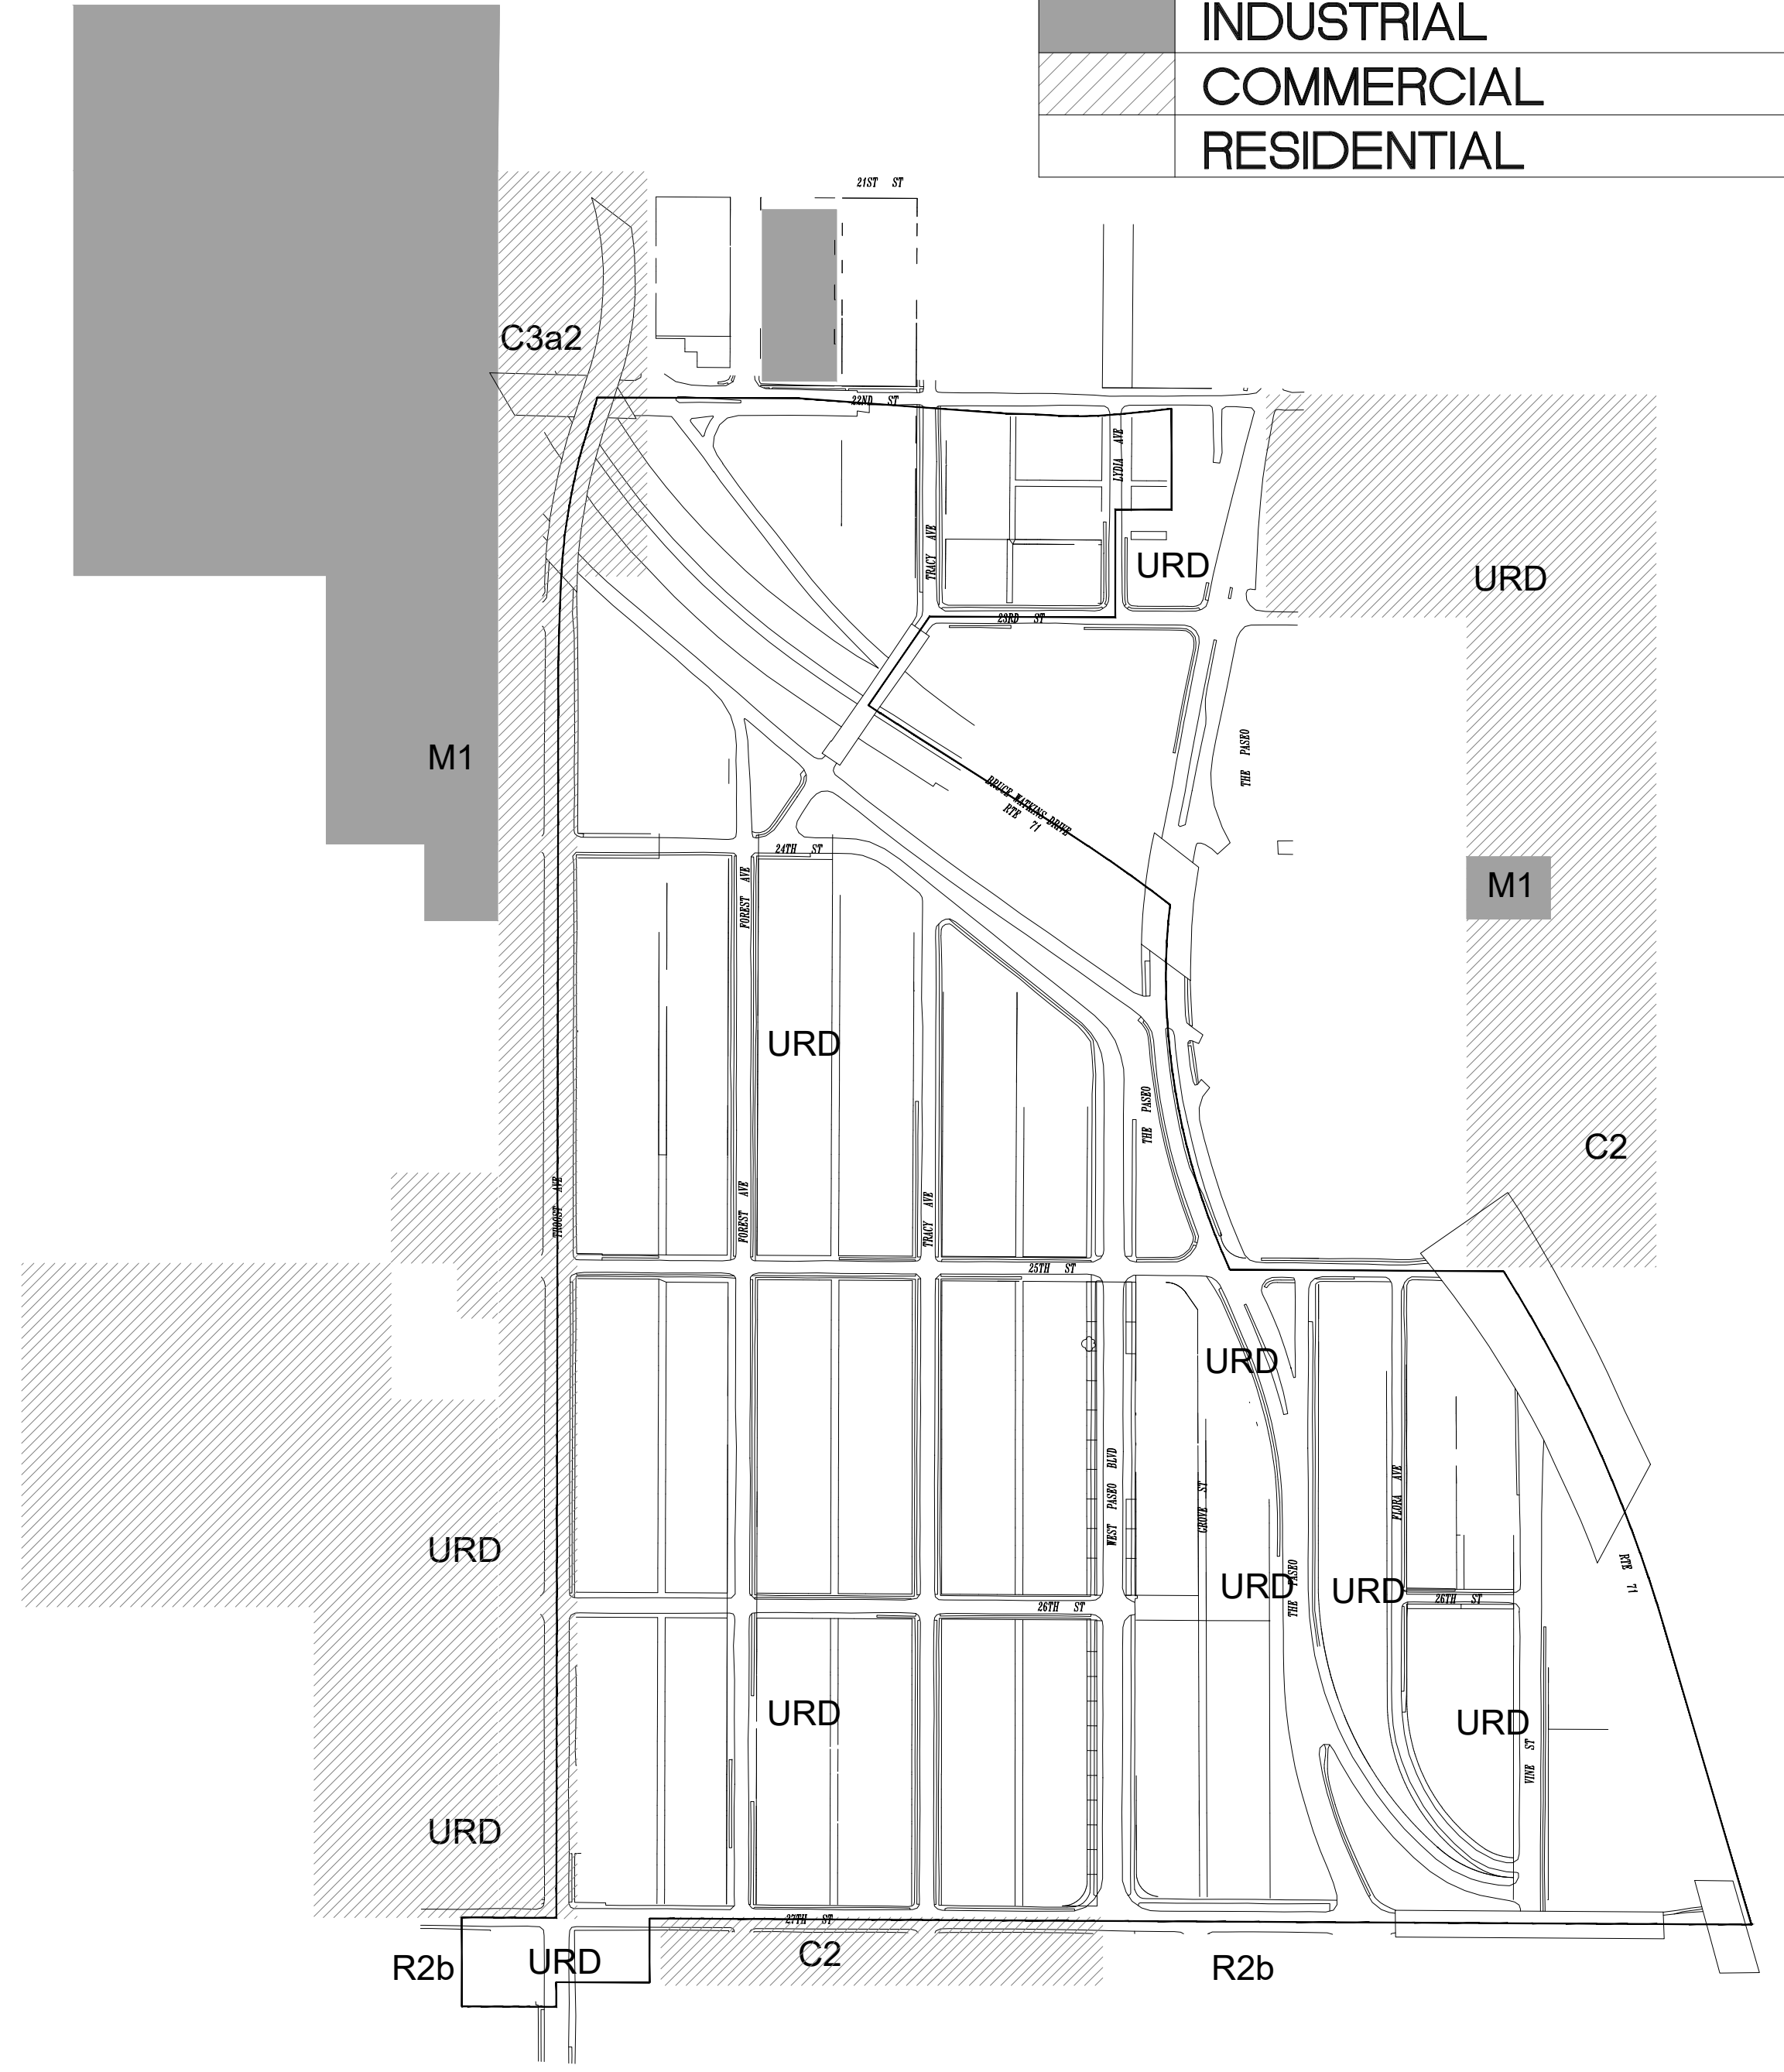 INDUSTRIAL
COMMERCIAL
RESIDENTIAL
21ST ST
C3a2
22ND ST
LYDIA AVE
TRACY AVE
URD
URD
23RD ST
THE PASEO
M1
BRUCE WATKINS DRIVE
RTE 71
24TH ST
FOREST AVE
M1
URD
THE PASEO
C2
TROOST AVE
FOREST AVE
TRACY AVE
25TH ST
URD
WEST PASEO BLVD
GROVE ST
FLORA AVE
URD
URD
THE PASEO
URD
26TH ST
26TH ST
RTE 71
URD
URD
VINE ST
URD
27TH ST
R2b
URD
C2
R2b